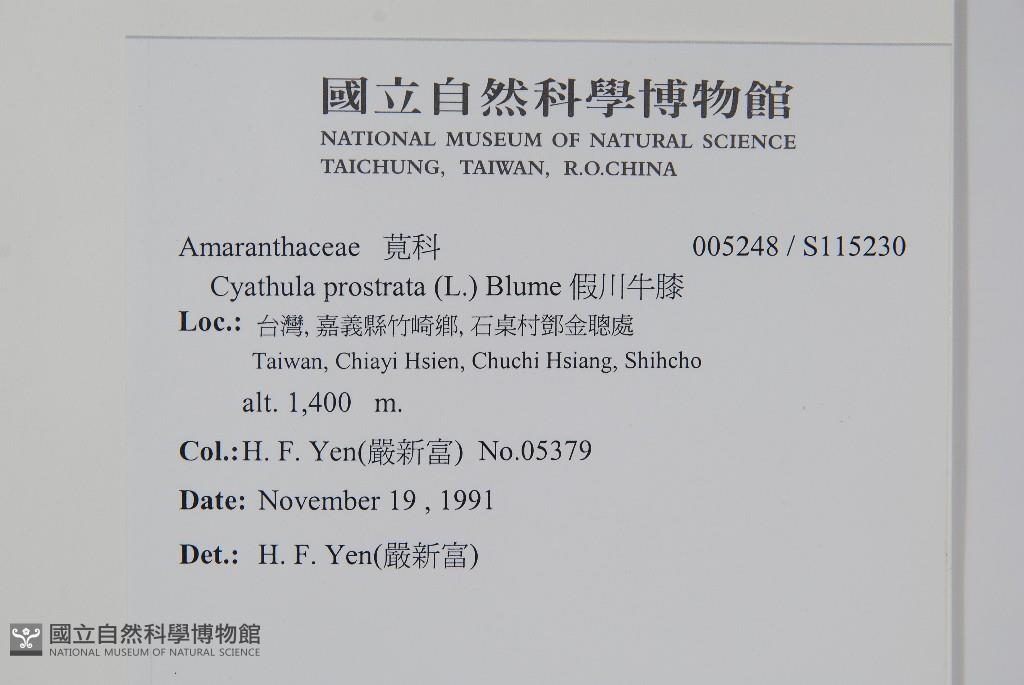 國立自然科學博物館
NATIONAL MUSEUM OF NATURAL SCIENCE
TAICHUNG, TAIWAN, R.O.CHINA
Amaranthaceae 莧科 005248 / S115230
Cyathula prostrata (L.) Blume 假川牛膝
Loc.: 台灣, 嘉義縣竹崎鄉, 石桌村鄧金聰處
Taiwan, Chiayi Hsien, Chuchi Hsiang, Shihcho
alt. 1,400 m.
Col.:H. F. Yen(嚴新富) No.05379
Date: November 19 , 1991
Det.: H. F. Yen(嚴新富)
國立自然科學博物館
NATIONAL MUSEUM OF NATURAL SCIENCE